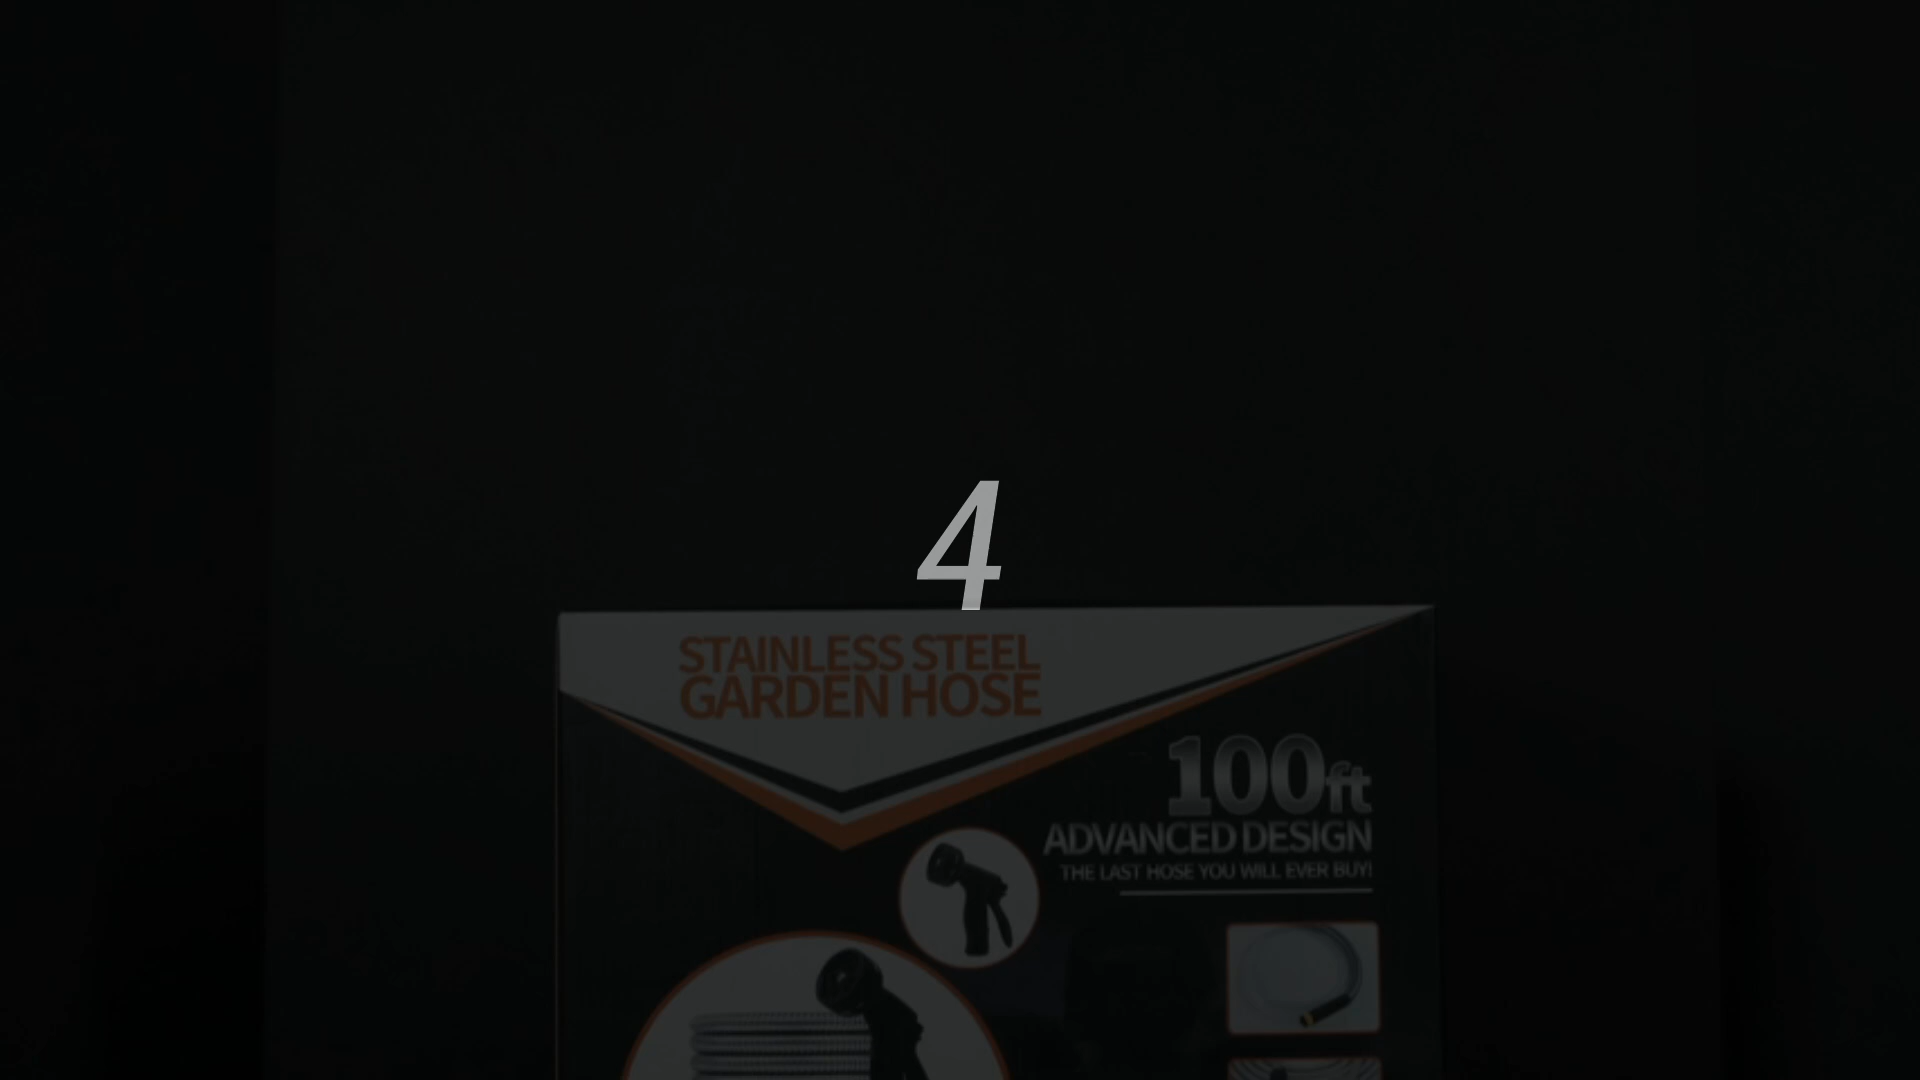 4
STAINLESS STEEL
GARDEN HOSE
100ft
ADVANCED DESIGN
THE LAST HOSE YOU WILL EVER BUY!